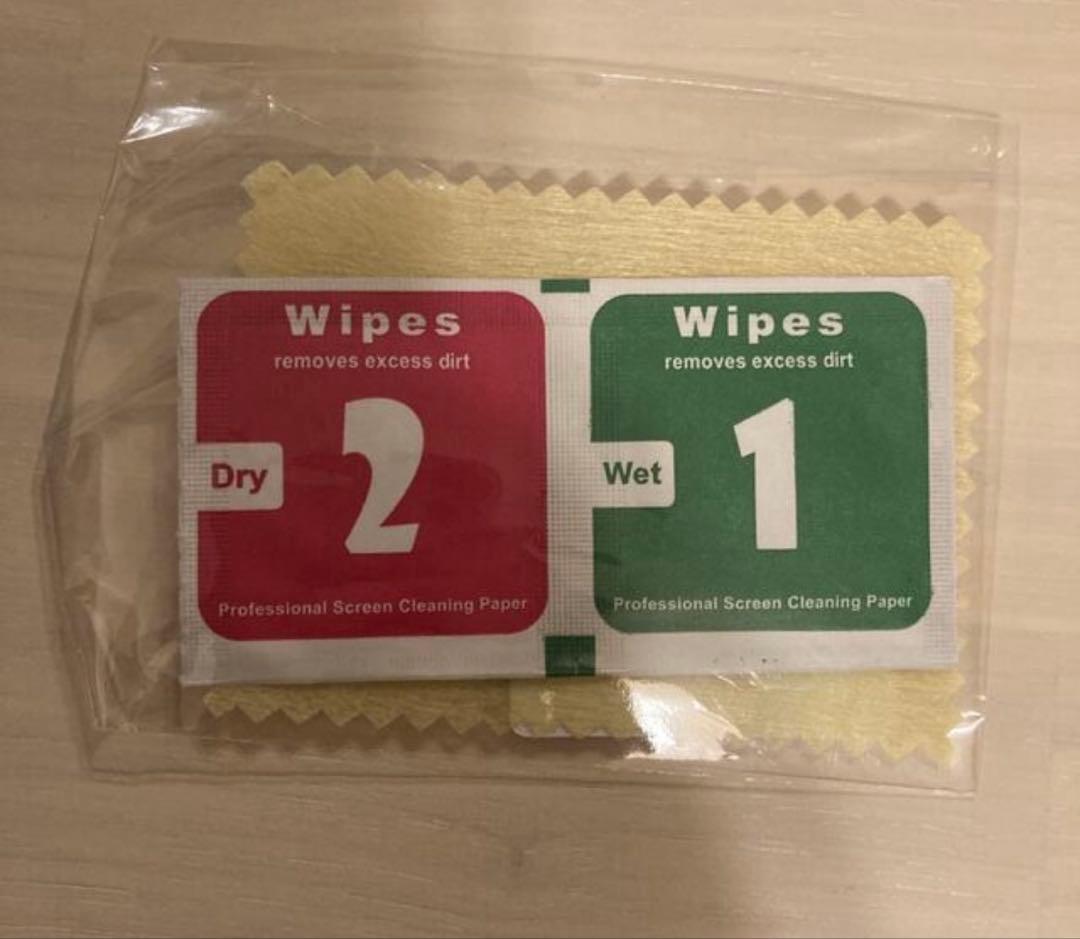 Wipes
removes excess dirt
2
Dry
Professional Screen Cleaning Paper
Wipes
removes excess dirt
1
Wet
Professional Screen Cleaning Paper